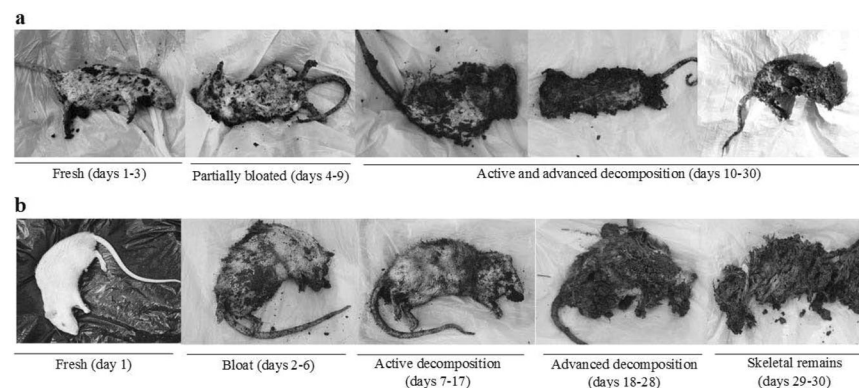 a
Fresh (days 1-3)
Partially bloated (days 4-9)
Active and advanced decomposition (days 10-30)
b
Fresh (day 1)
Bloat (days 2-6)
Active decomposition
(days 7-17)
Advanced decomposition
(days 18-28)
Skeletal remains
(days 29-30)